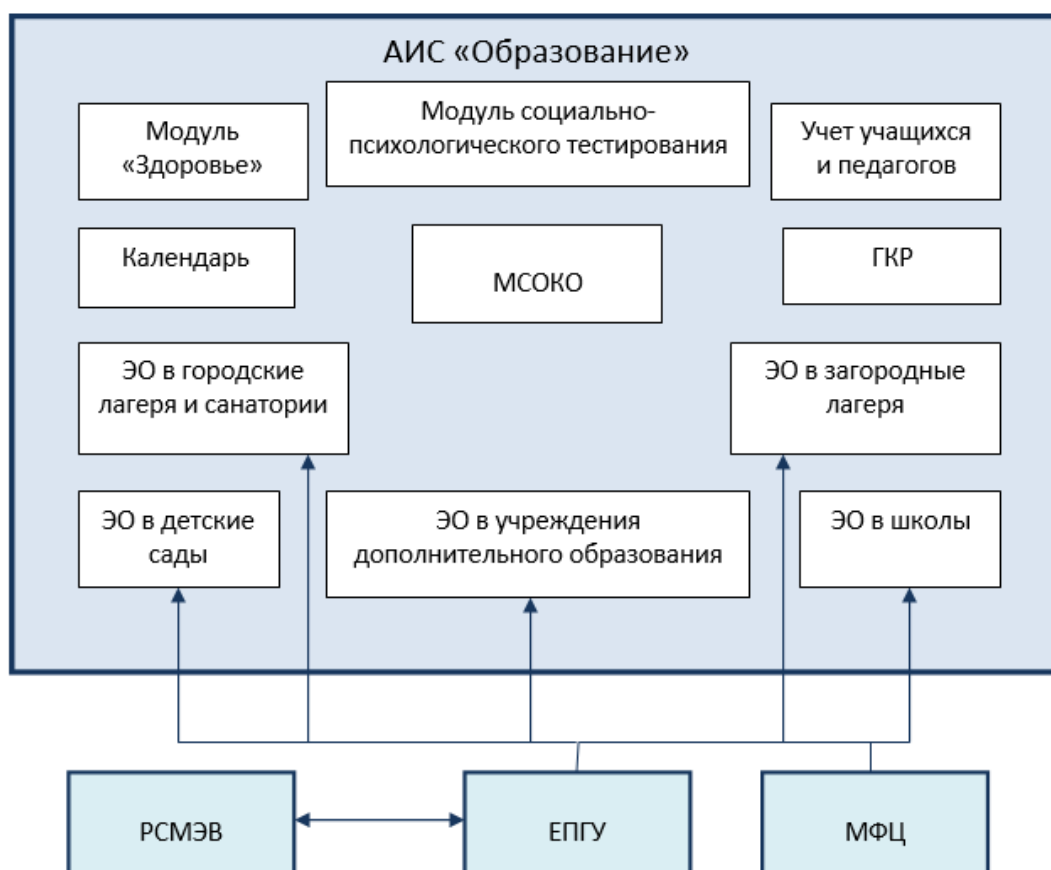 АИС «Образование»
Модуль
«Здоровье»
Модуль социально-
психологического тестирования
Учет учащихся
и педагогов
Календарь
МСОКО
ГКР
ЭО в городские
лагеря и санатории
ЭО в загородные
лагеря
ЭО в детские
сады
ЭО в учреждения
дополнительного образования
ЭО в школы
РСМЭВ
ЕПГУ
МФЦ